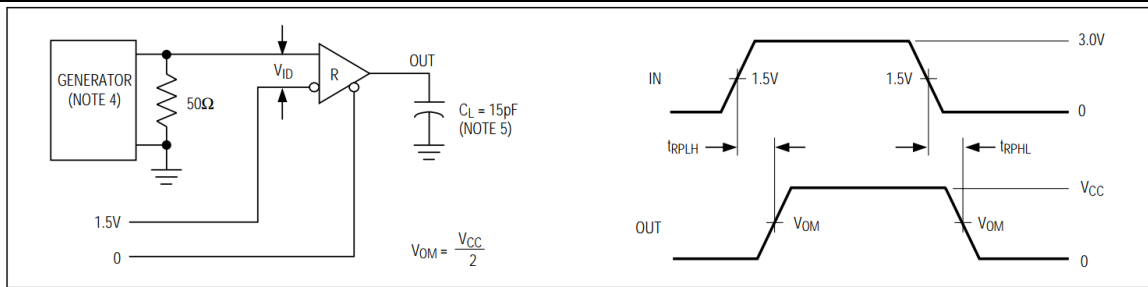 GENERATOR
(NOTE 4)
50Ω
V_ID
R
OUT
C_L = 15pF
(NOTE 5)
1.5V
0
V_OM = V_CC
2
IN
1.5V
1.5V
3.0V
0
t_RPLH
t_RPHL
OUT
V_OM
V_OM
V_CC
0